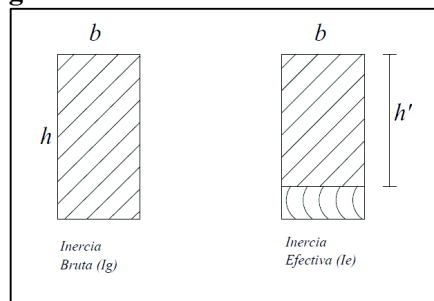 b
b
h
h'
Inercia
Bruta (Ig)
Inercia
Efectiva (Ie)